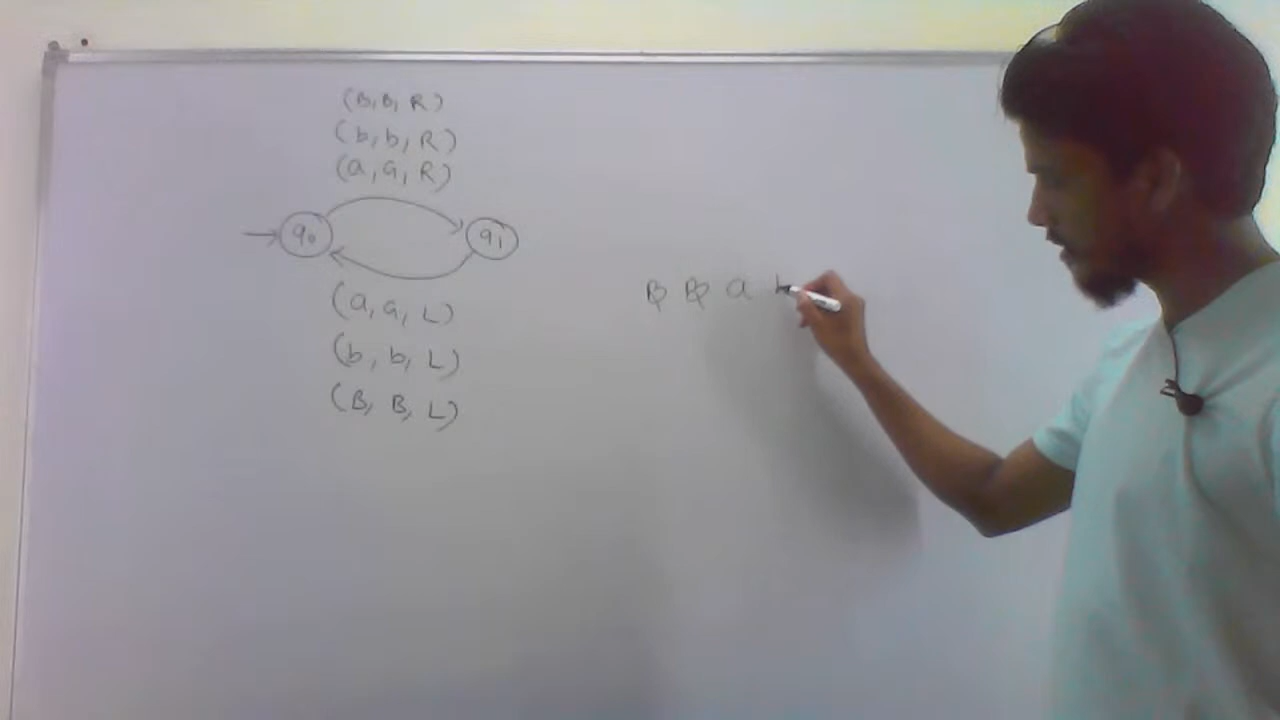 (B, B, R)
(b, b, R)
(a, a, R)
q0 q1
(a, a, L)
(b, b, L)
(B, B, L)
B B a